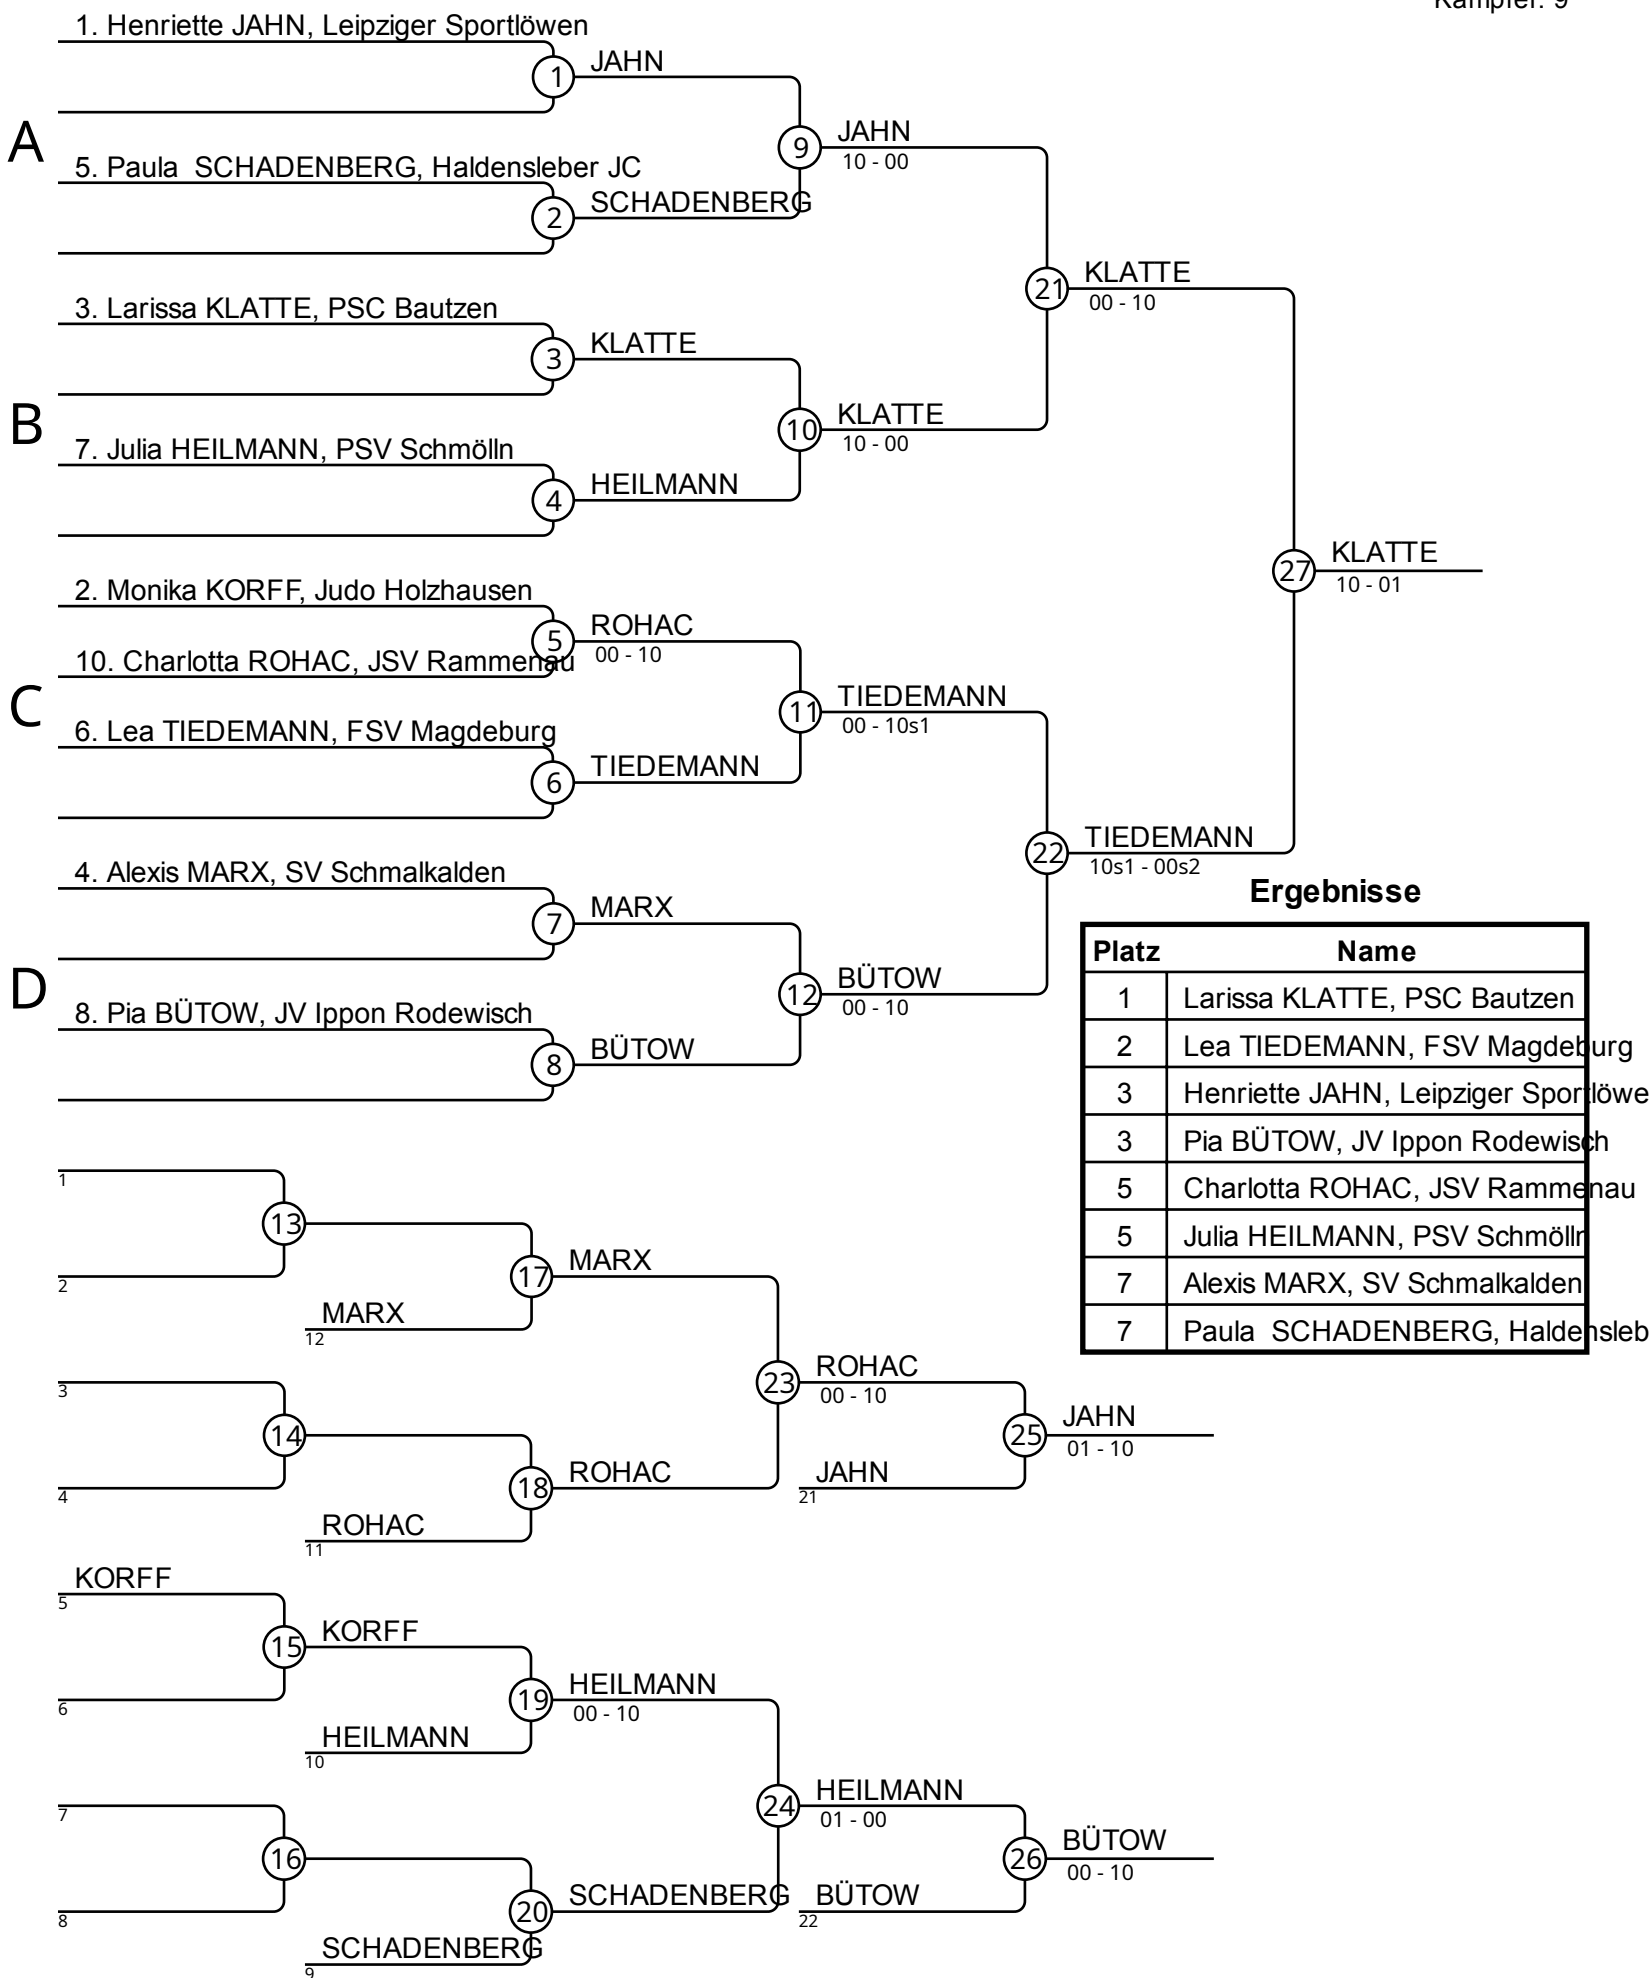 Kämpfer: 9
1. Henriette JAHN, Leipziger Sportlöwen
1
JAHN
A
9
JAHN
10 - 00
5. Paula  SCHADENBERG, Haldensleber JC
2
SCHADENBERG
21
KLATTE
00 - 10
3. Larissa KLATTE, PSC Bautzen
3
KLATTE
B
10
KLATTE
10 - 00
7. Julia HEILMANN, PSV Schmölln
4
HEILMANN
27
KLATTE
10 - 01
2. Monika KORFF, Judo Holzhausen
5
ROHAC
00 - 10
10. Charlotta ROHAC, JSV Rammenau
C
11
TIEDEMANN
00 - 10s1
6. Lea TIEDEMANN, FSV Magdeburg
6
TIEDEMANN
22
TIEDEMANN
10s1 - 00s2
4. Alexis MARX, SV Schmalkalden
7
MARX
D
12
BÜTOW
00 - 10
8. Pia BÜTOW, JV Ippon Rodewisch
8
BÜTOW
Ergebnisse
Platz Name
1 Larissa KLATTE, PSC Bautzen
2 Lea TIEDEMANN, FSV Magdeburg
3 Henriette JAHN, Leipziger Sportlöwe
3 Pia BÜTOW, JV Ippon Rodewisch
5 Charlotta ROHAC, JSV Rammenau
5 Julia HEILMANN, PSV Schmölln
7 Alexis MARX, SV Schmalkalden
7 Paula  SCHADENBERG, Haldensleb
1
13
2
17
MARX
MARX
12
3
14
4
18
ROHAC
ROHAC
11
23
ROHAC
00 - 10
JAHN
21
25
JAHN
01 - 10
KORFF
5
15
KORFF
6
19
HEILMANN
00 - 10
HEILMANN
10
7
16
8
20
SCHADENBERG
SCHADENBERG
9
24
HEILMANN
01 - 00
BÜTOW
22
26
BÜTOW
00 - 10